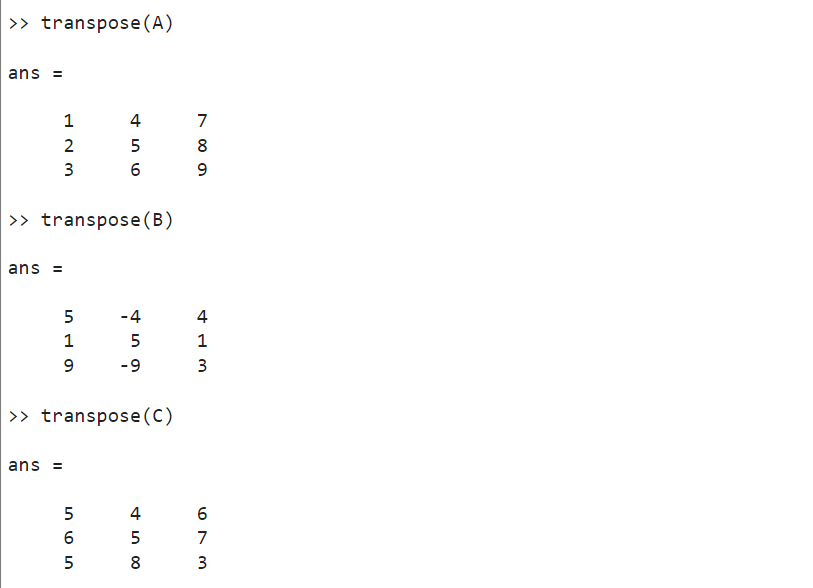 >> transpose(A)
ans =
1 4 7
2 5 8
3 6 9
>> transpose(B)
ans =
5 -4 4
1 5 1
9 -9 3
>> transpose(C)
ans =
5 4 6
6 5 7
5 8 3